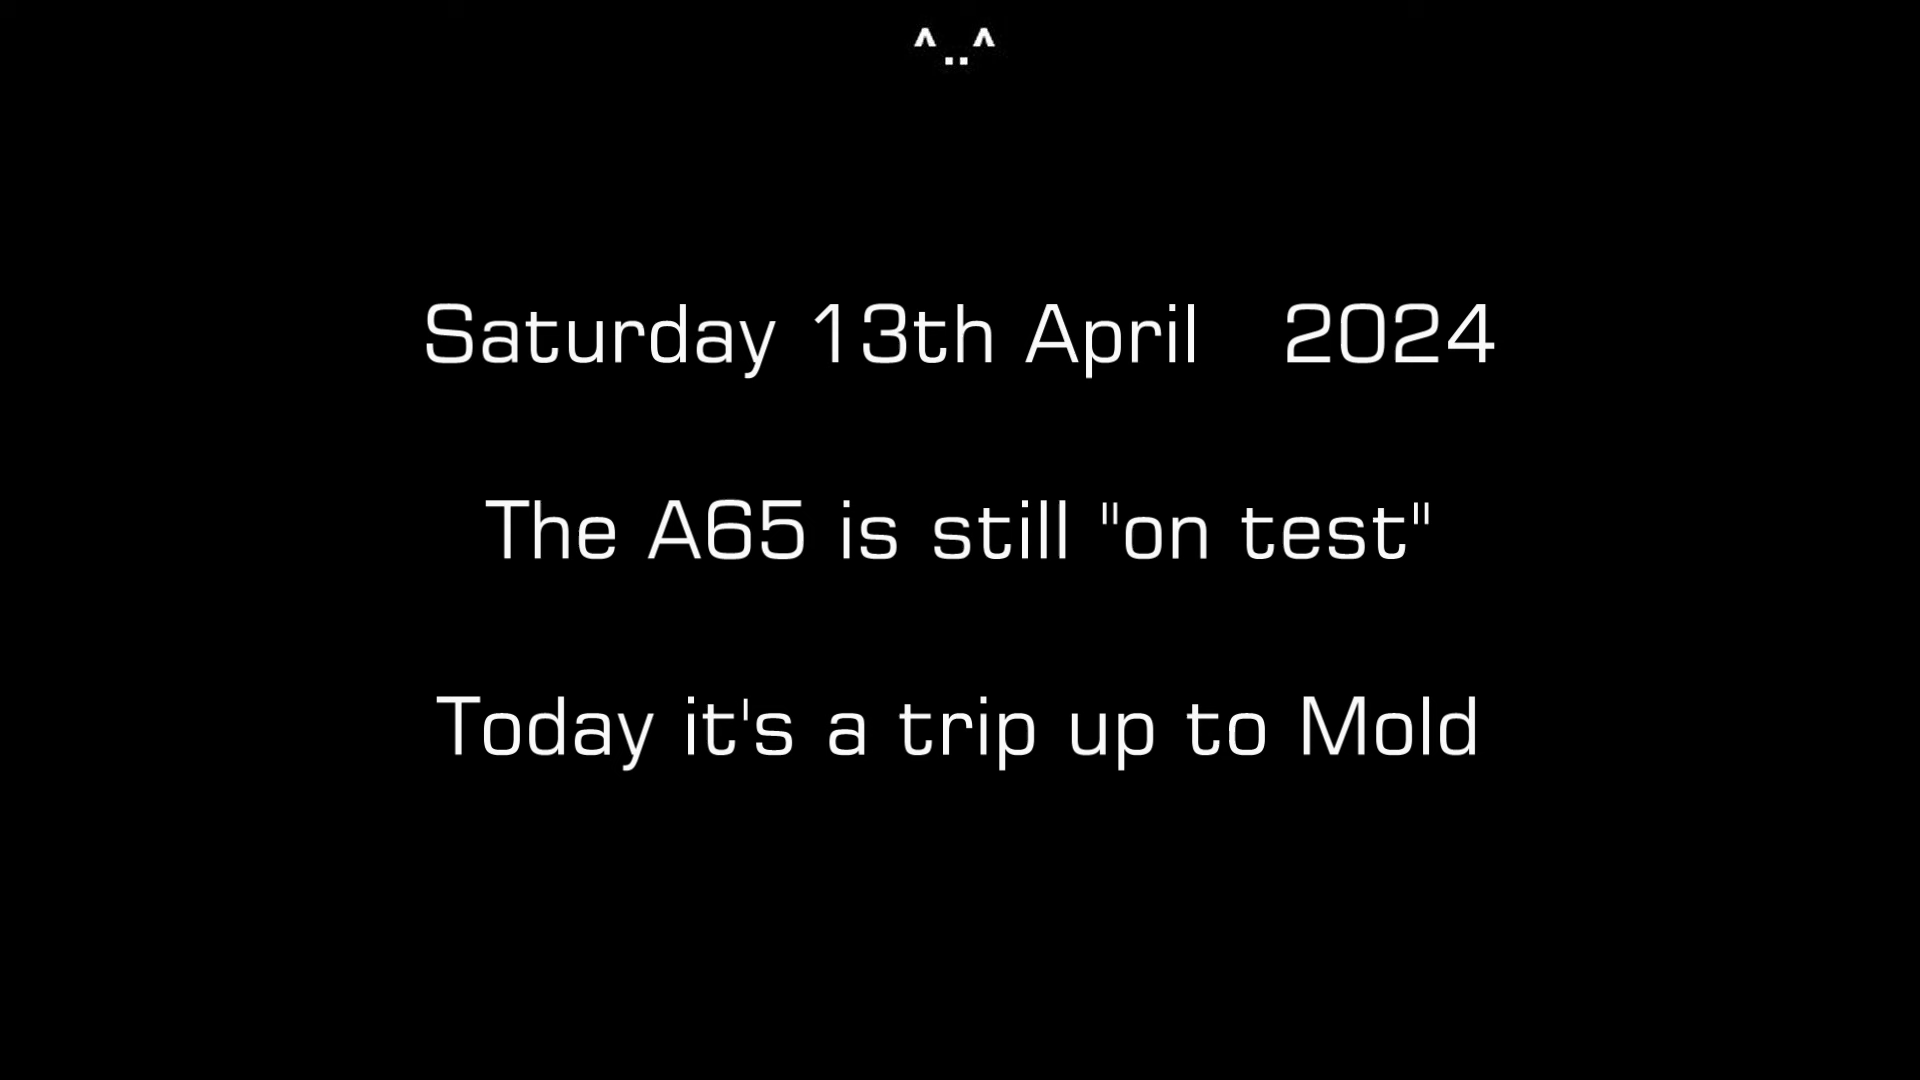 ^..^
Saturday 13th April   2024
The A65 is still "on test"
Today it's a trip up to Mold